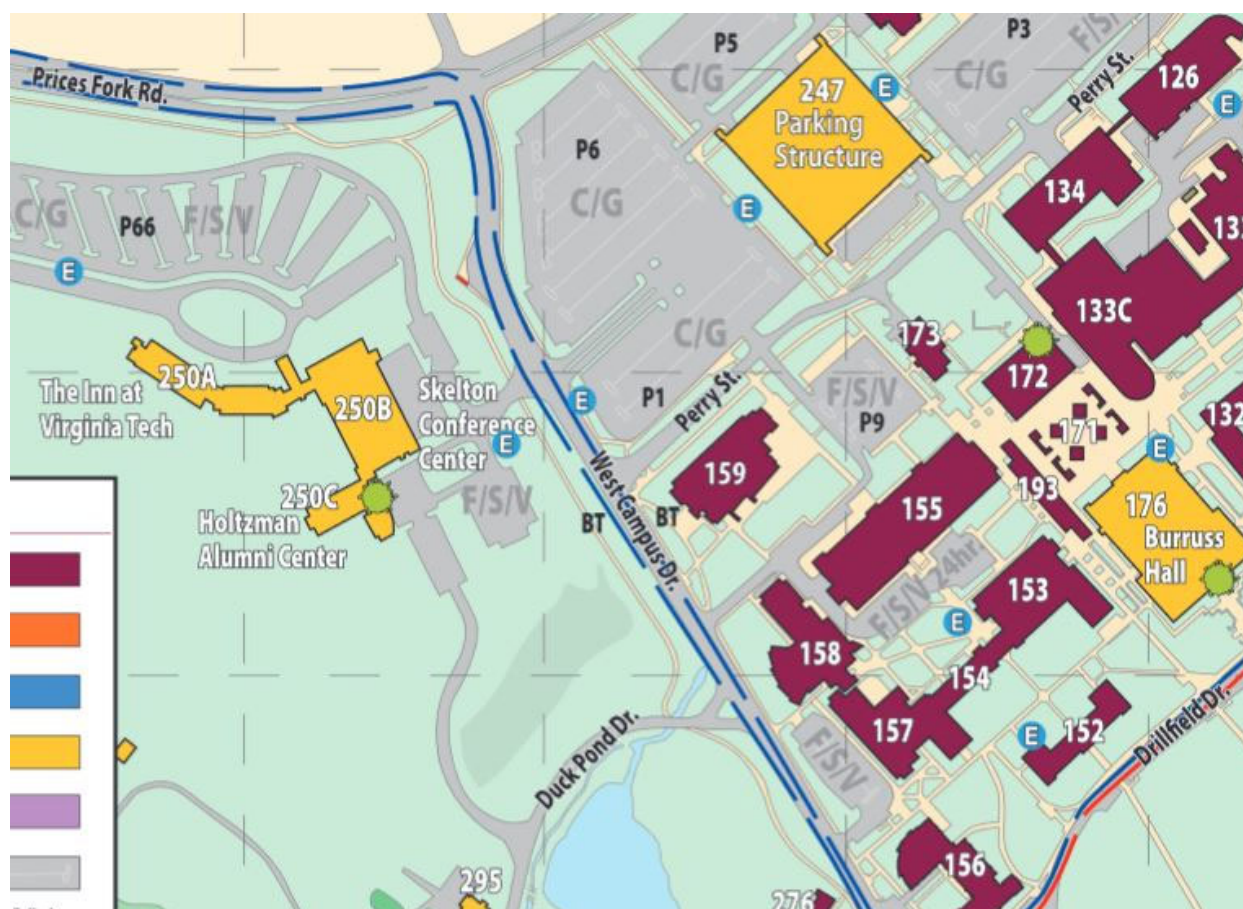 P5
P3
F/S/V
C/G
C/G
Perry St.
126
Prices Fork Rd.
247
Parking
Structure
E
E
P6
C/G
134
E
C/G
P66
F/S/V
E
133C
C/G
173
172
250A
The Inn at
Virginia Tech
250B
Skelton
Conference
Center
E
E
P1
Perry St.
F/S/V
P9
171
132
E
159
193
155
176
Burruss
Hall
250C
Holtzman
Alumni Center
F/S/V
BT
BT
West Campus Dr.
F/S/V 24hr.
153
E
158
154
157
152
E
Drillfield Dr.
Duck Pond Dr.
F/S/V
156
295
276